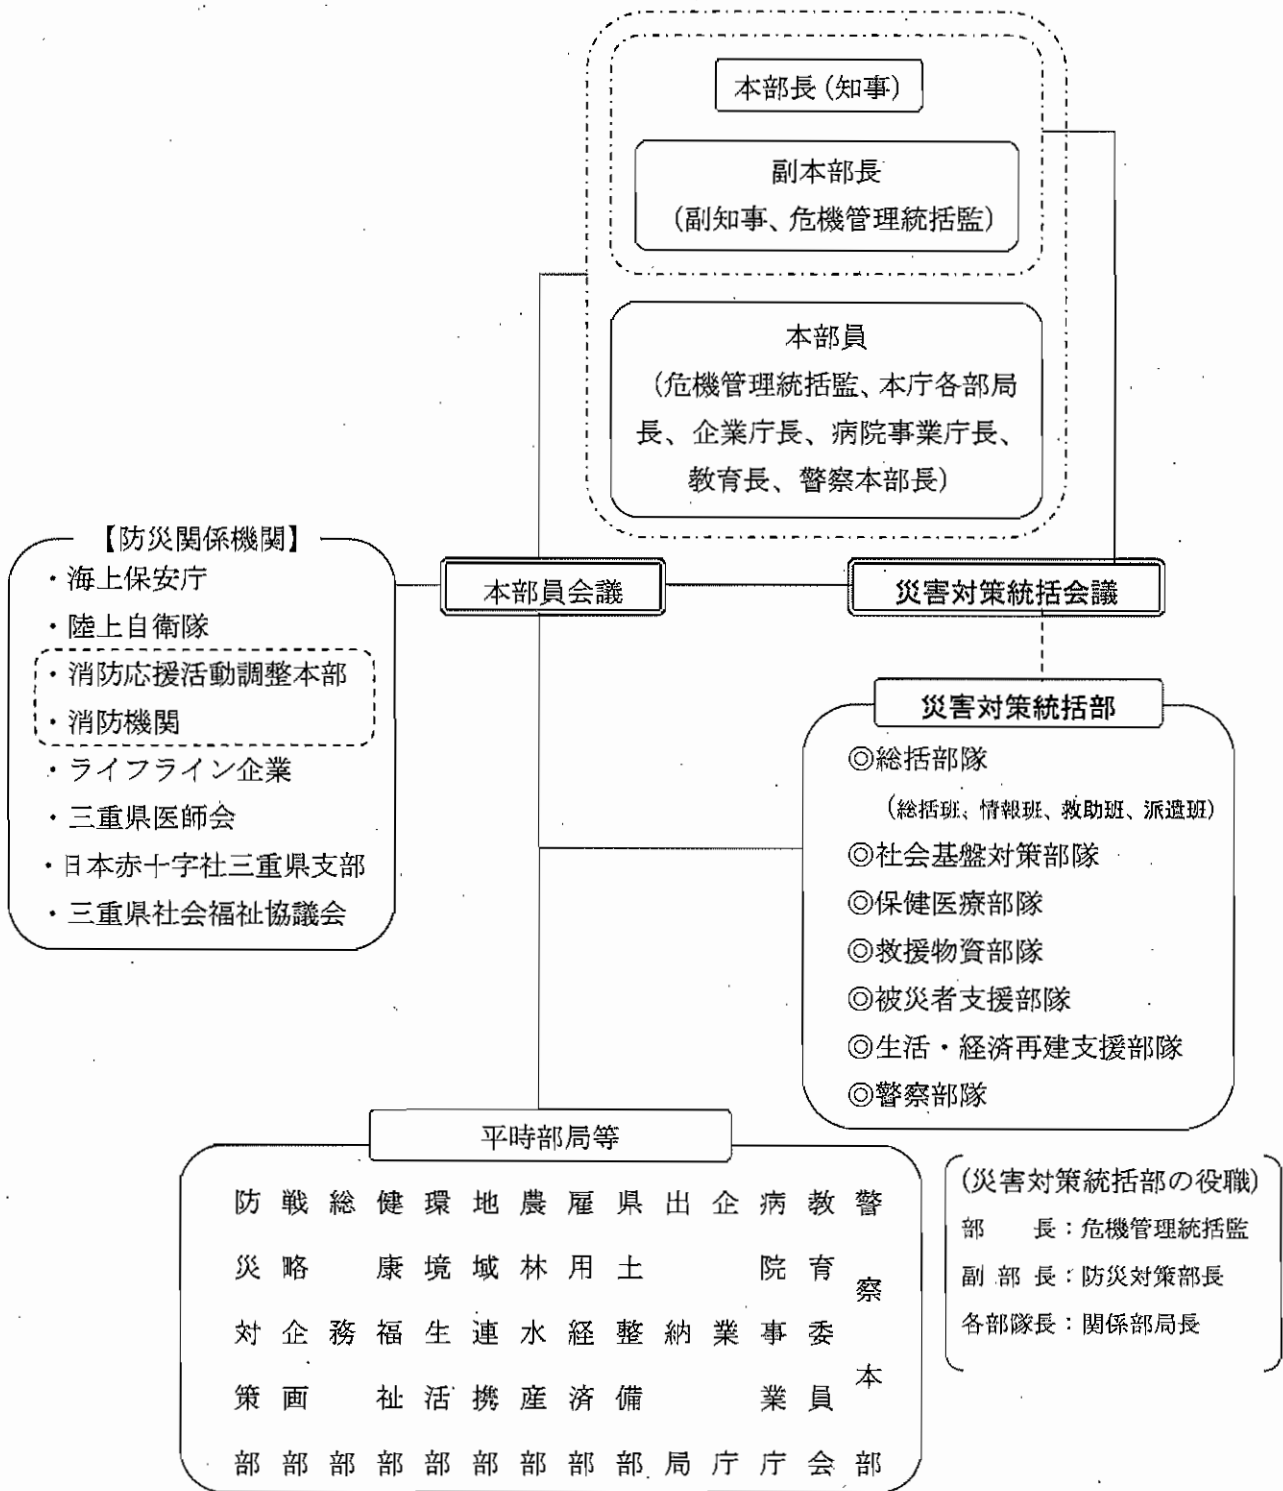 本部長(知事)
副本部長
(副知事、危機管理統括監)
本部員
(危機管理統括監、本庁各部局
長、企業庁長、病院事業庁長、
教育長、警察本部長)
【防災関係機関】
・海上保安庁
・陸上自衛隊
・消防応援活動調整本部
・消防機関
・ライフライン企業
・三重県医師会
・日本赤十字社三重県支部
・三重県社会福祉協議会
本部員会議
災害対策統括会議
災害対策統括部
◎総括部隊
(総括班、情報班、救助班、派遣班)
◎社会基盤対策部隊
◎保健医療部隊
◎救援物資部隊
◎被災者支援部隊
◎生活・経済再建支援部隊
◎警察部隊
平時部局等
防災対策部
戦略企画部
総務部
健康福祉部
環境生活部
地域連携部
農林水産部
雇用経済部
県土整備部
出納局
企業庁
病院事業庁
教育委員会
警察本部
(災害対策統括部の役職)
部　　長：危機管理統括監
副 部 長：防災対策部長
各部隊長：関係部局長